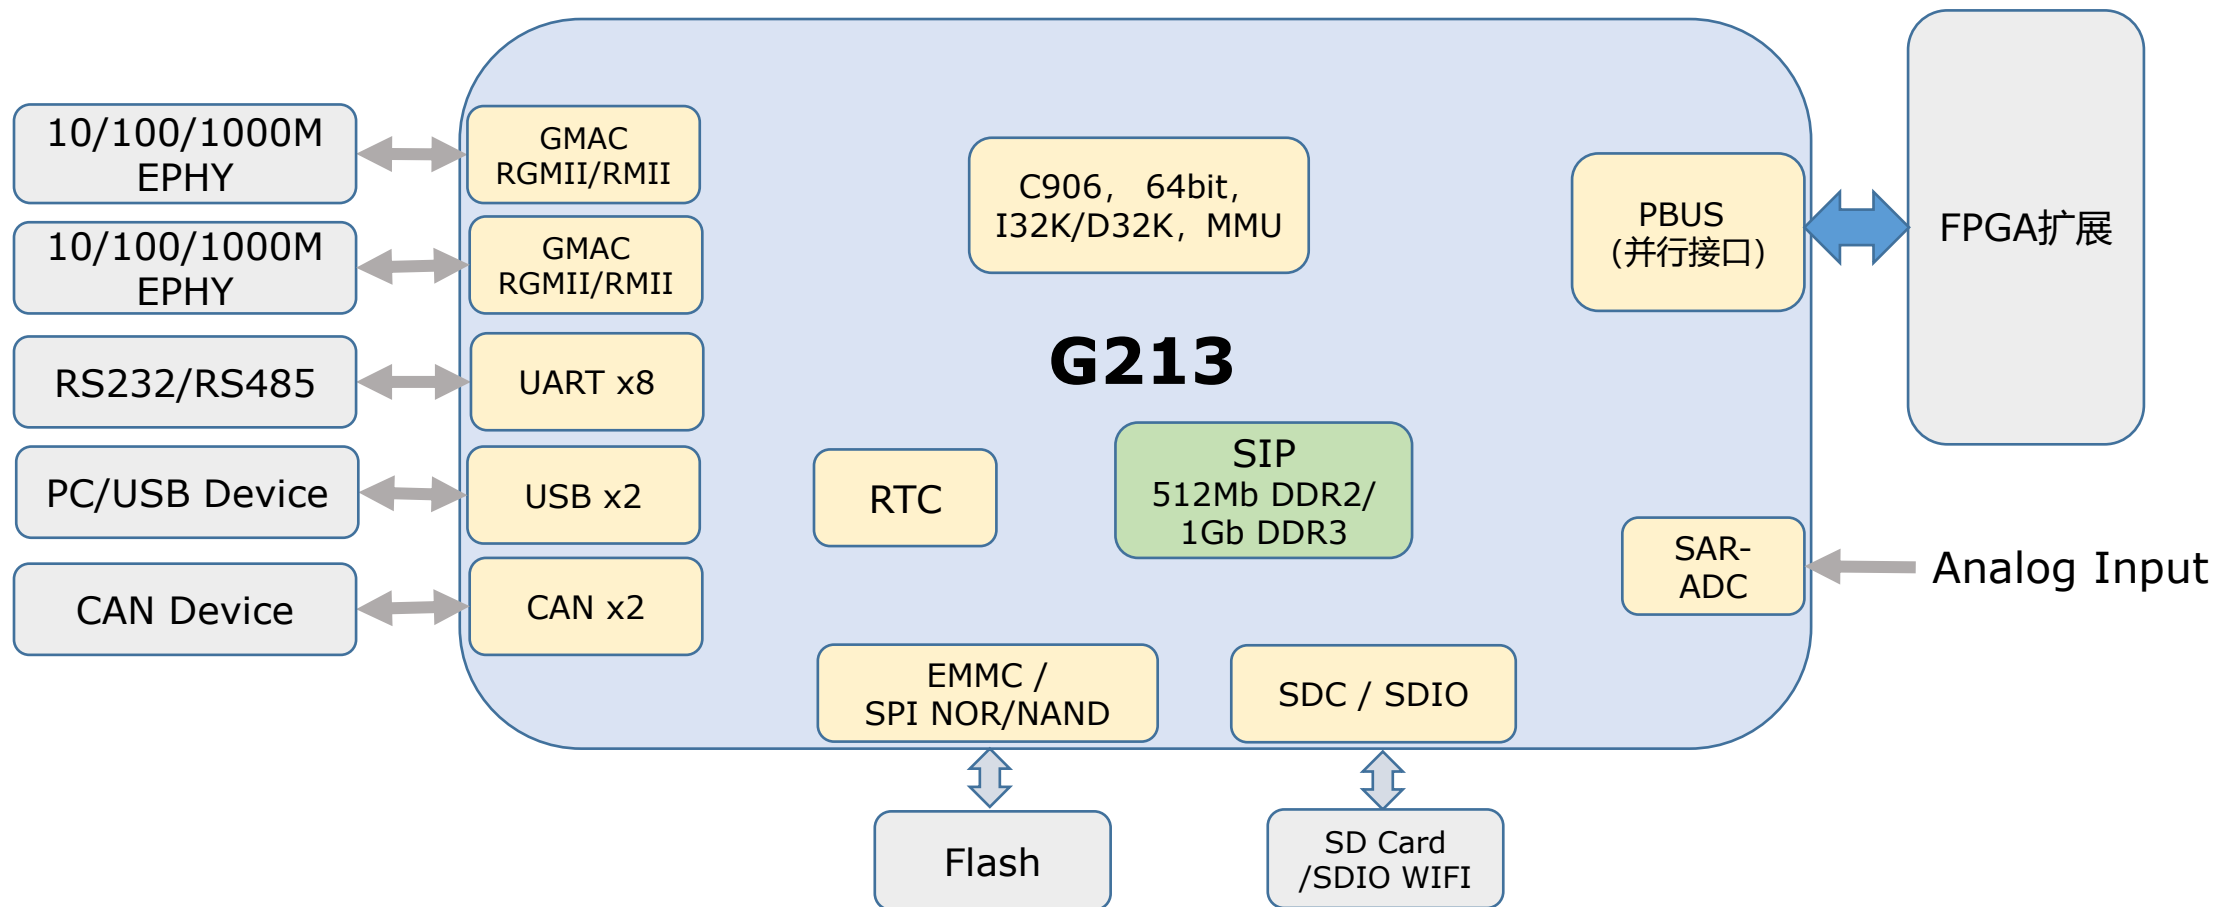 10/100/1000M
EPHY
10/100/1000M
EPHY
RS232/RS485
PC/USB Device
CAN Device
GMAC
RGMII/RMII
GMAC
RGMII/RMII
UART x8
USB x2
CAN x2
C906， 64bit，
I32K/D32K，MMU
G213
RTC
SIP
512Mb DDR2/
1Gb DDR3
EMMC /
SPI NOR/NAND
SDC / SDIO
PBUS
(并行接口)
SAR-
ADC
FPGA扩展
Analog Input
Flash
SD Card
/SDIO WIFI